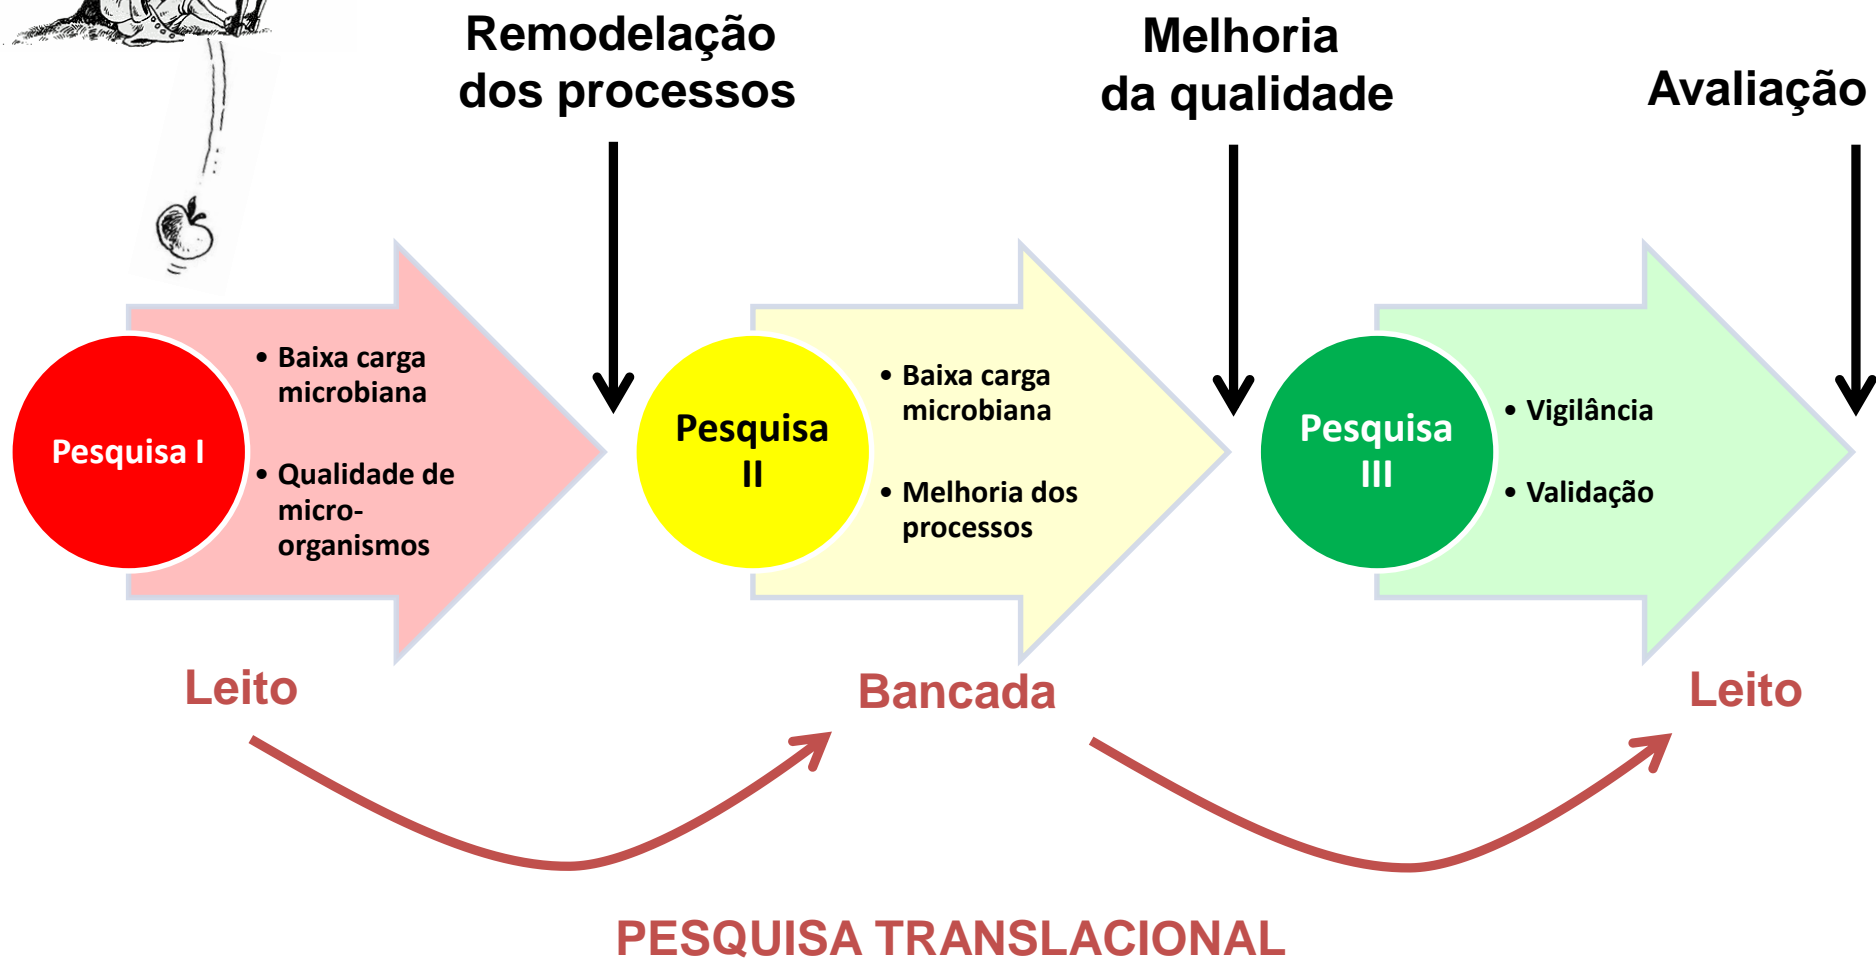 Remodelação
dos processos
Melhoria
da qualidade
Avaliação
Pesquisa I
• Baixa carga
microbiana
• Qualidade de
micro-
organismos
Pesquisa
II
• Baixa carga
microbiana
• Melhoria dos
processos
Pesquisa
III
• Vigilância
• Validação
Leito
Bancada
Leito
PESQUISA TRANSLACIONAL